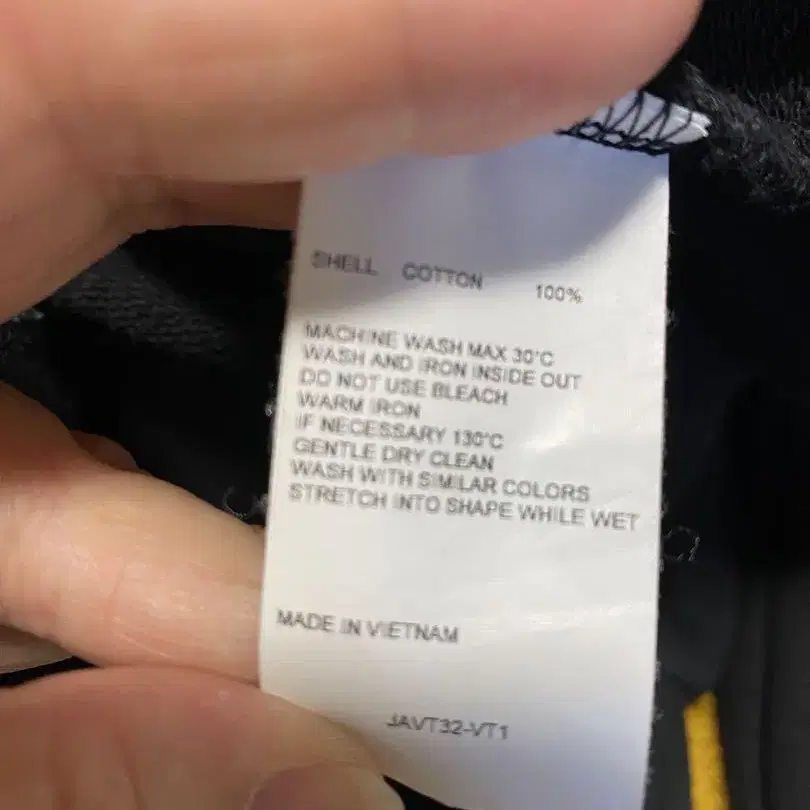 SHELL COTTON 100%
MACHINE WASH MAX 30°C
WASH AND IRON INSIDE OUT
DO NOT USE BLEACH
WARM IRON
IF NECESSARY 130°C
GENTLE DRY CLEAN
WASH WITH SIMILAR COLORS
STRETCH INTO SHAPE WHILE WET
MADE IN VIETNAM
JAVT32-VT1